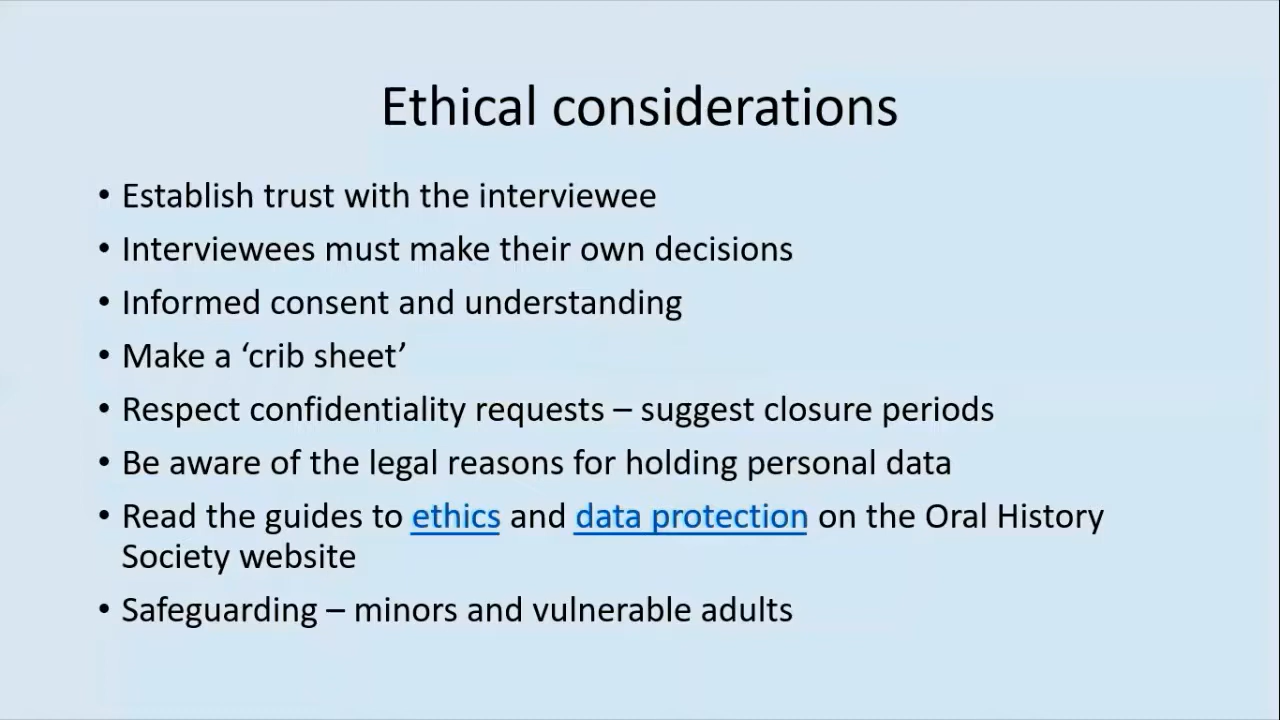 Ethical considerations
• Establish trust with the interviewee
• Interviewees must make their own decisions
• Informed consent and understanding
• Make a ‘crib sheet’
• Respect confidentiality requests – suggest closure periods
• Be aware of the legal reasons for holding personal data
• Read the guides to ethics and data protection on the Oral History
Society website
• Safeguarding – minors and vulnerable adults